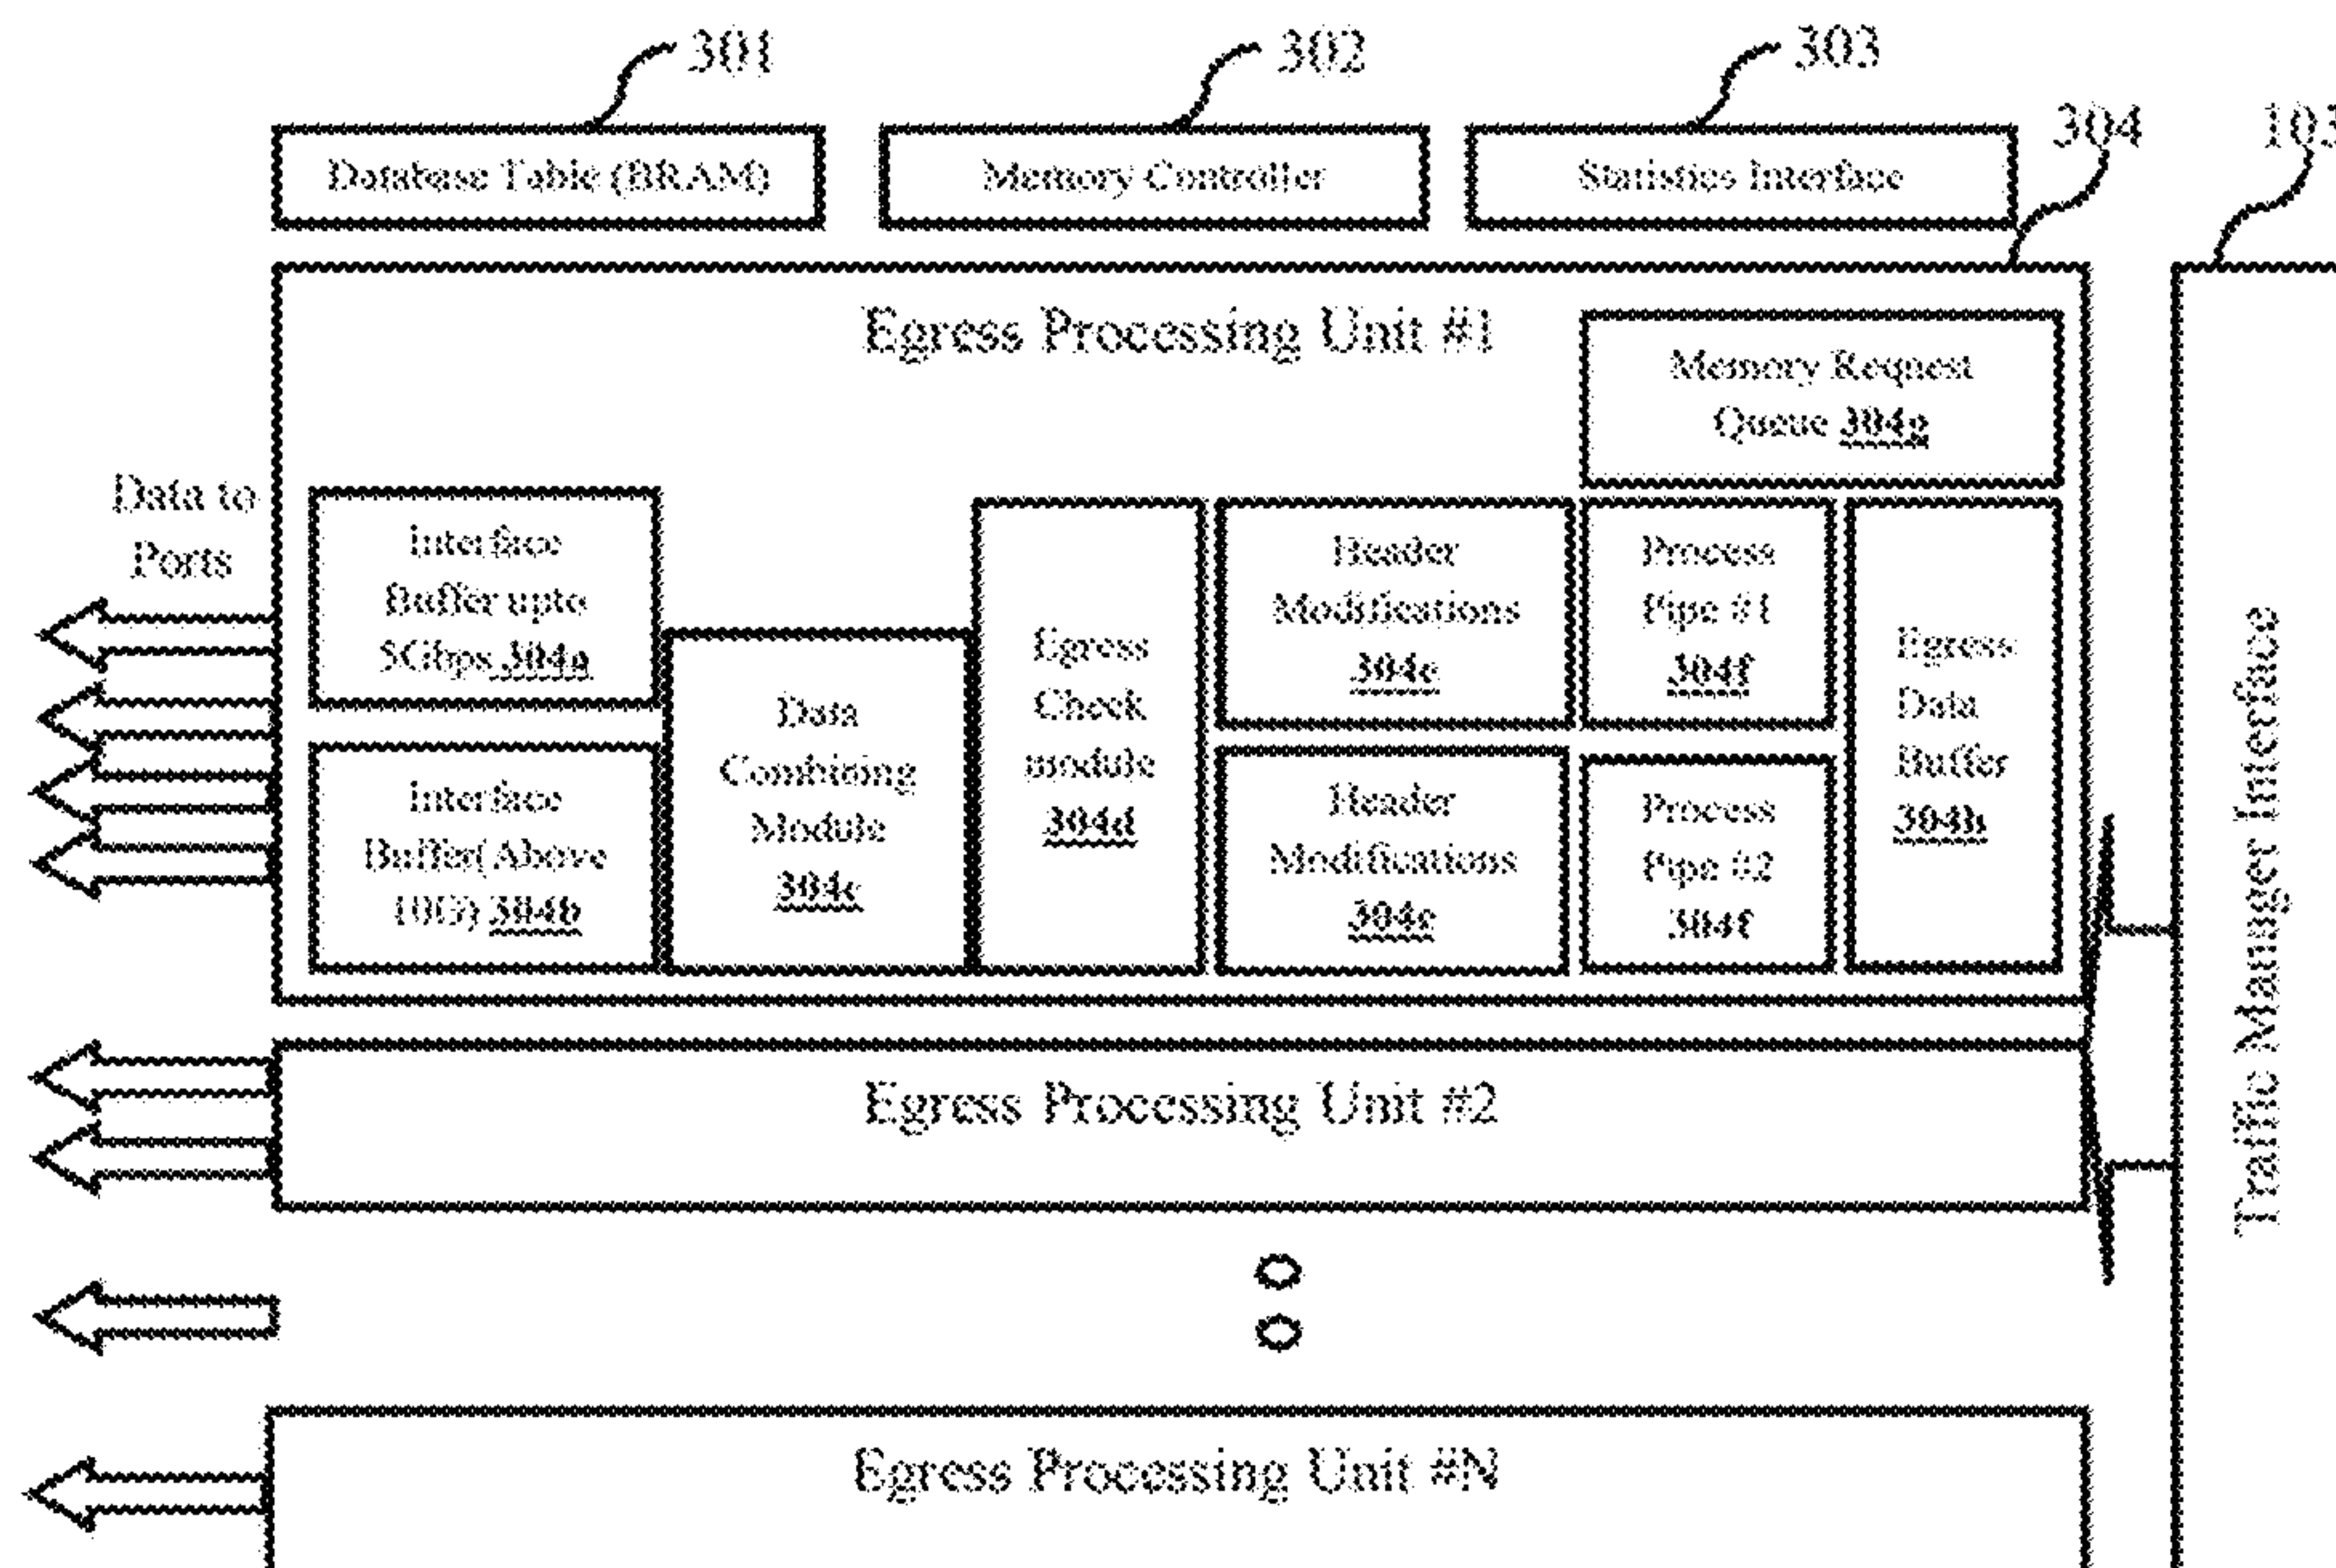 301
302
303
304
103
Database Table (BRAM)
Memory Controller
Statistics Interface
Egress Processing Unit #1
Memory Request
Queue 304g
Data to
Ports
Interface
Buffer upto
5Gbps 304a
Interface
Buffer(Above
10G) 304b
Data
Combining
Module
304c
Egress
Check
module
304d
Header
Modifications
304e
Header
Modifications
304e
Process
Pipe #1
304f
Process
Pipe #2
304f
Egress
Data
Buffer
304h
Traffic Manager Interface
Egress Processing Unit #2
Egress Processing Unit #N